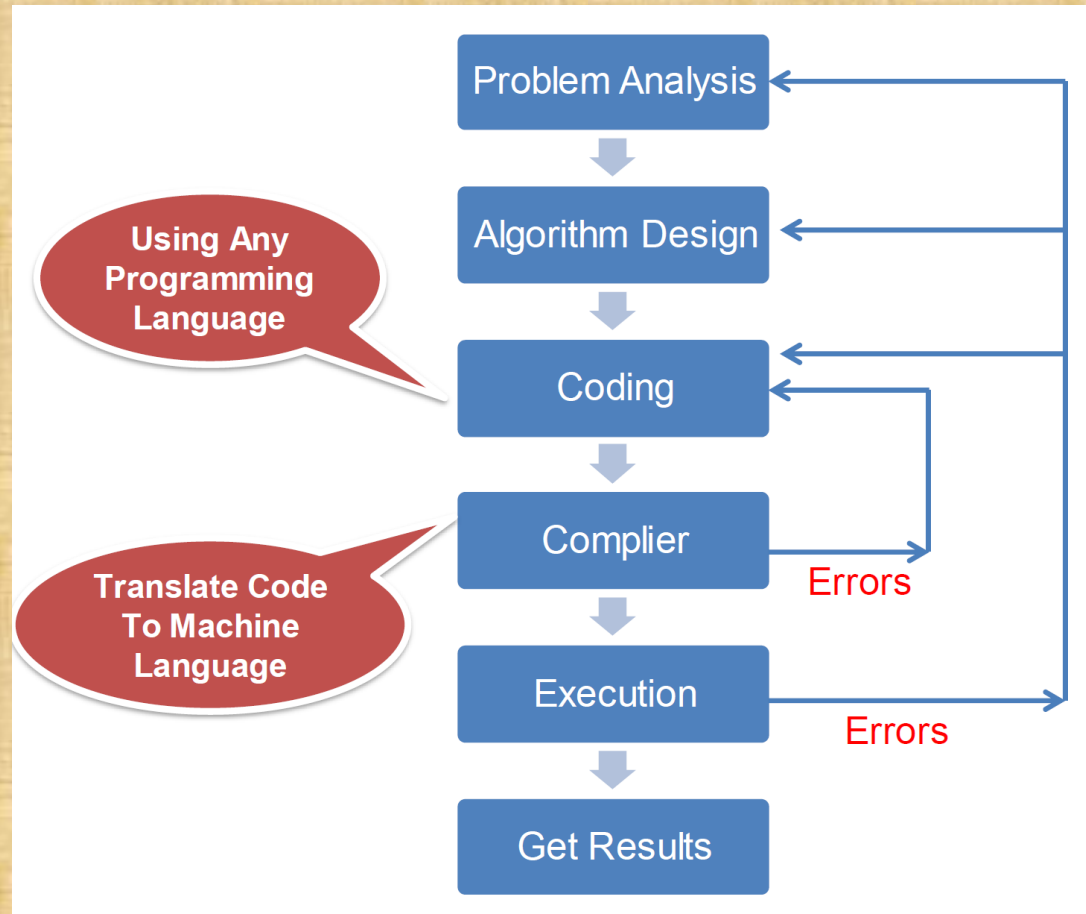 Problem Analysis
Algorithm Design
Using Any
Programming
Language
Coding
Complier
Errors
Translate Code
To Machine
Language
Execution
Errors
Get Results